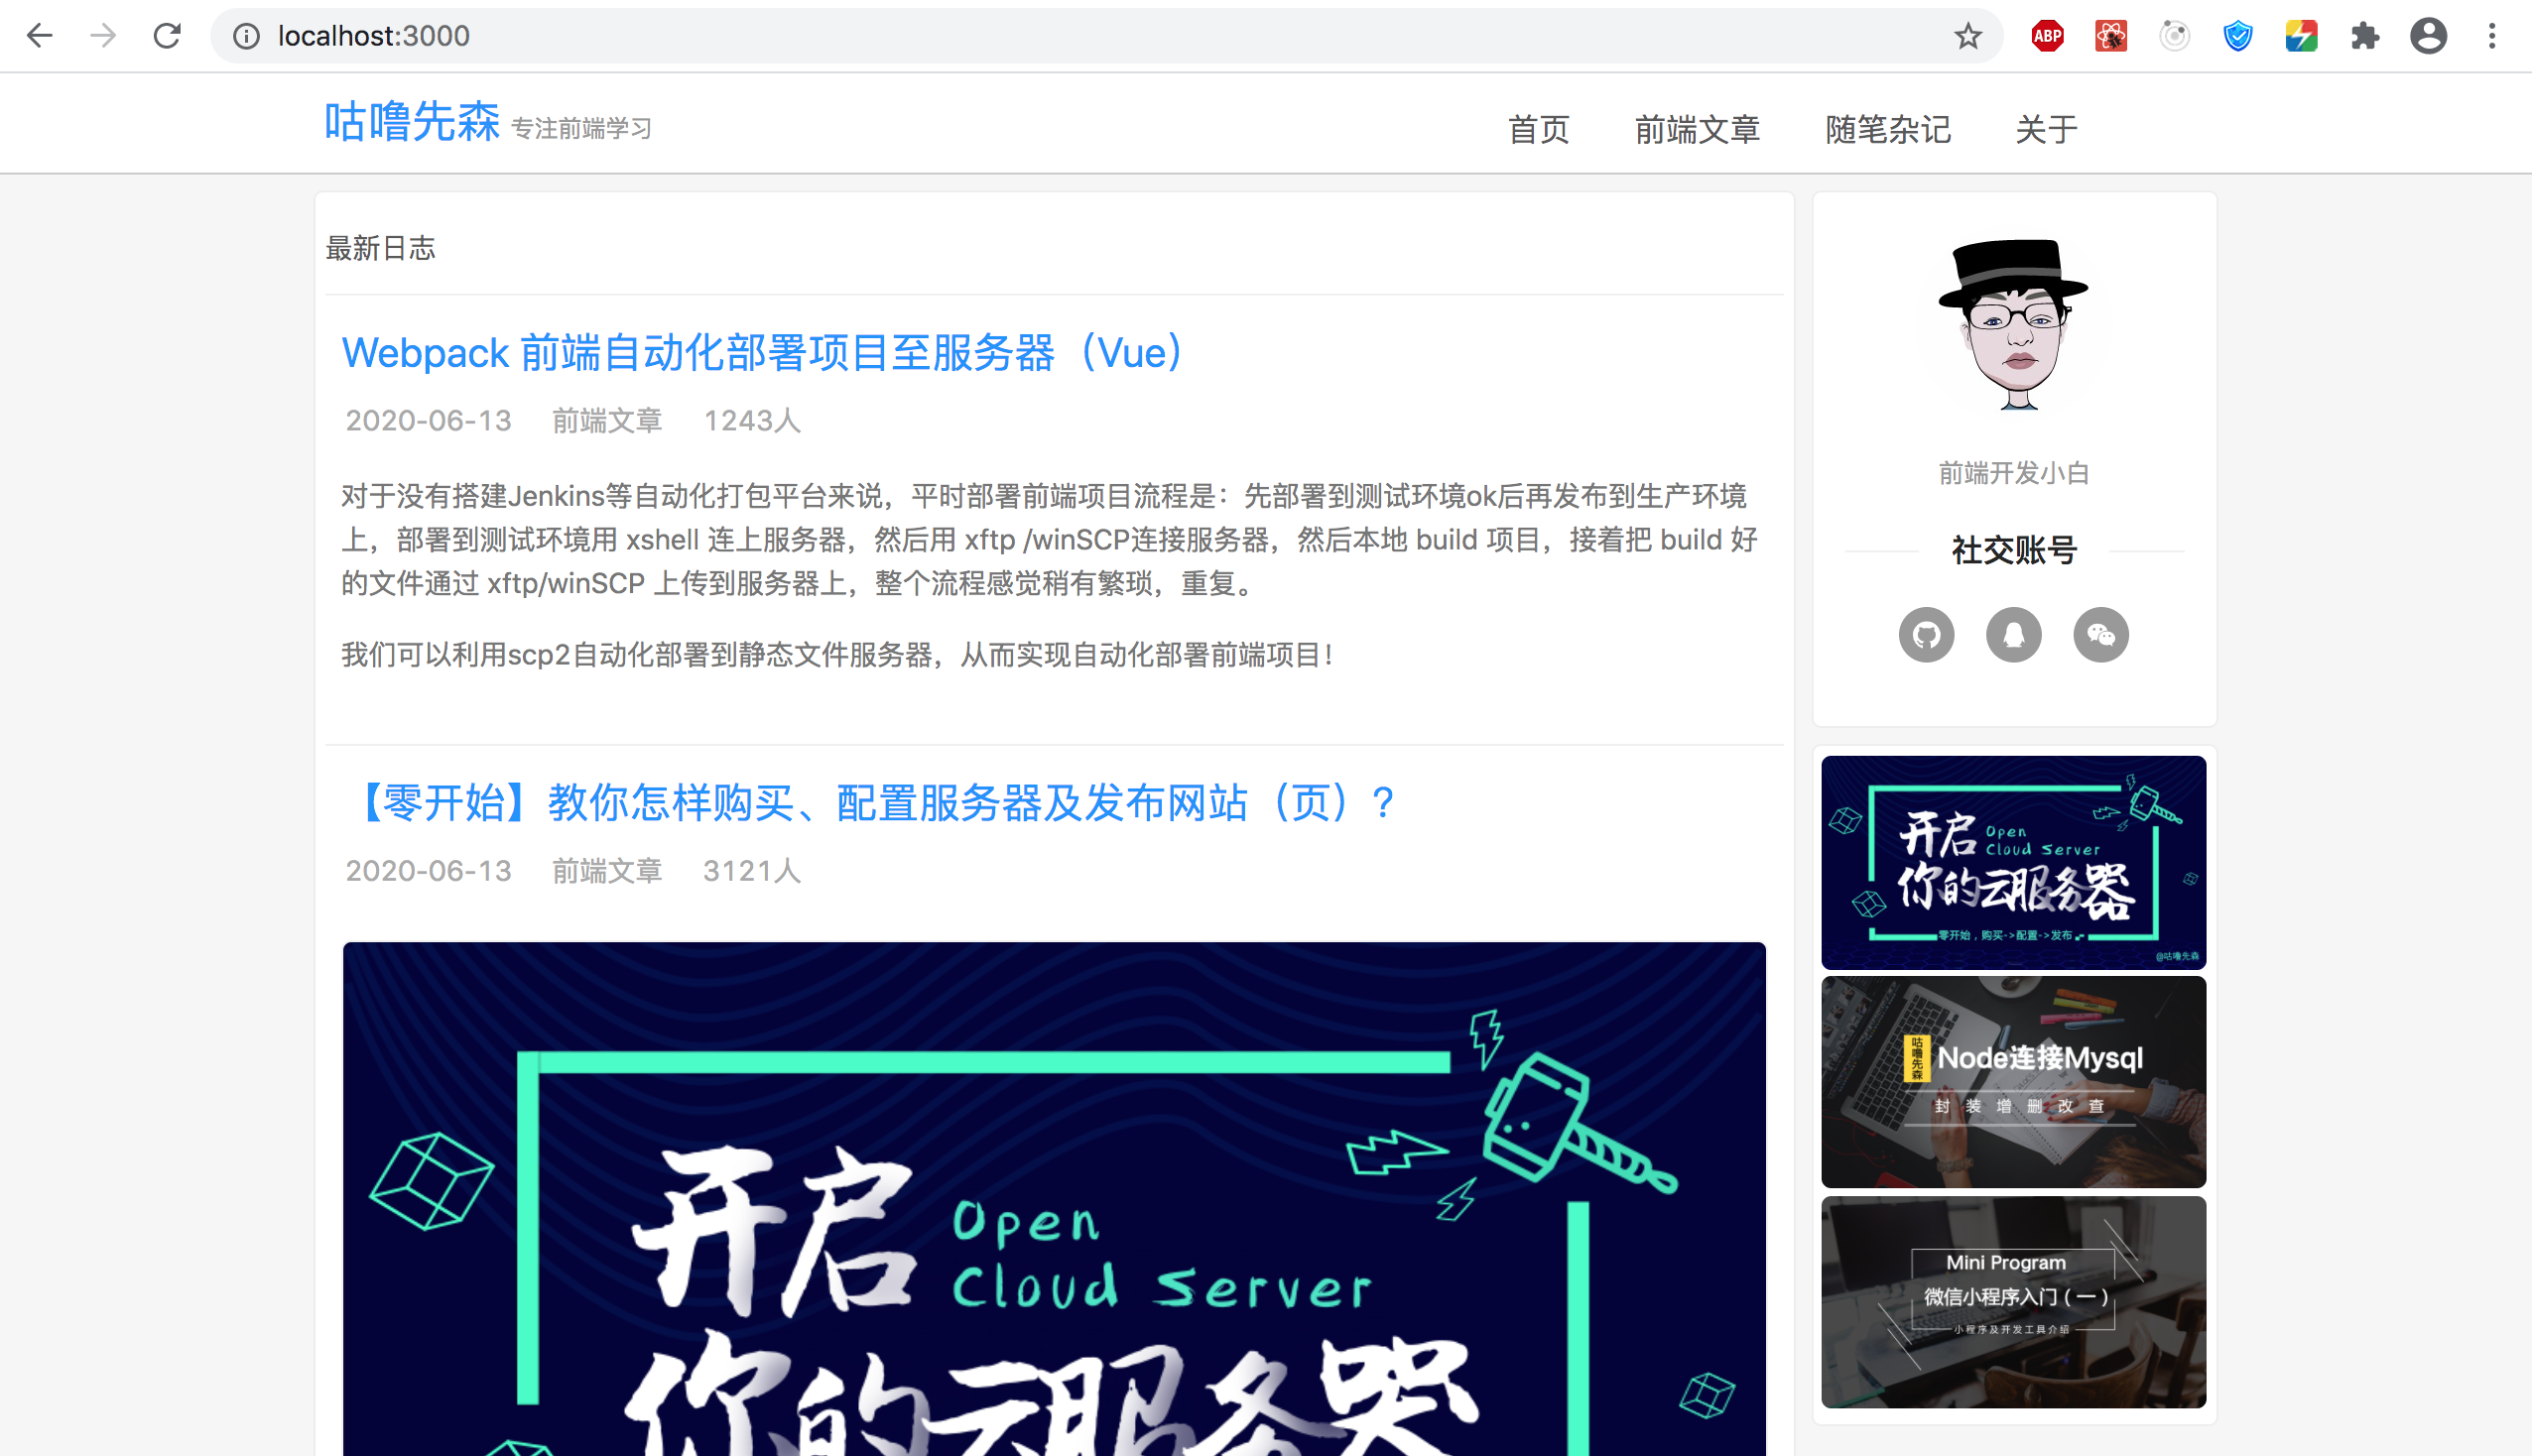 localhost:3000
ABP
咕噜先森 专注前端学习
首页 前端文章 随笔杂记 关于
最新日志
Webpack 前端自动化部署项目至服务器（Vue）
2020-06-13 前端文章 1243人
对于没有搭建Jenkins等自动化打包平台来说，平时部署前端项目流程是：先部署到测试环境ok后再发布到生产环境
上，部署到测试环境用 xshell 连上服务器，然后用 xftp /winSCP连接服务器，然后本地 build 项目，接着把 build 好
的文件通过 xftp/winSCP 上传到服务器上，整个流程感觉稍有繁琐，重复。
我们可以利用scp2自动化部署到静态文件服务器，从而实现自动化部署前端项目！
【零开始】教你怎样购买、配置服务器及发布网站（页）?
2020-06-13 前端文章 3121人
开启 Open
Cloud Server
你的云服务器
前端开发小白
社交账号
开启 Open
Cloud Server
你的云服务器
零开始，购买->配置->发布
@咕噜先森
咕噜先森
Node连接Mysql
封装增删改查
Mini Program
微信小程序入门（一）
小程序及开发工具介绍